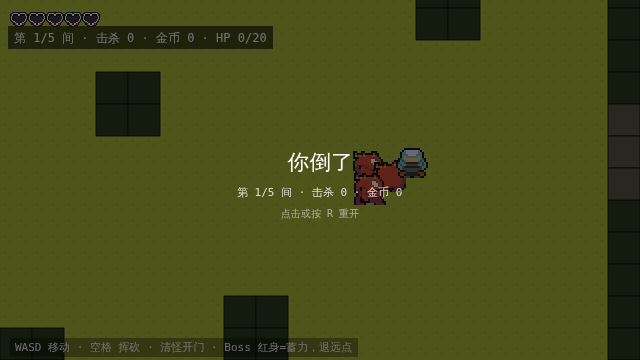 第 1/5 间 · 击杀 0 · 金币 0 · HP 0/20
你倒了
第 1/5 间 · 击杀 0 · 金币 0
点击或按 R 重开
WASD 移动 · 空格 挥砍 · 清怪开门 · Boss 红身=蓄力，退远点